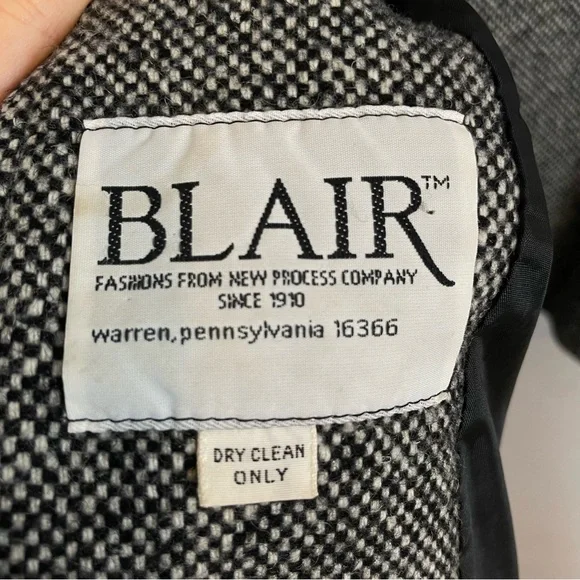 BLAIR™
FASHIONS FROM NEW PROCESS COMPANY
SINCE 1910
warren, pennsylvania 16366
DRY CLEAN
ONLY